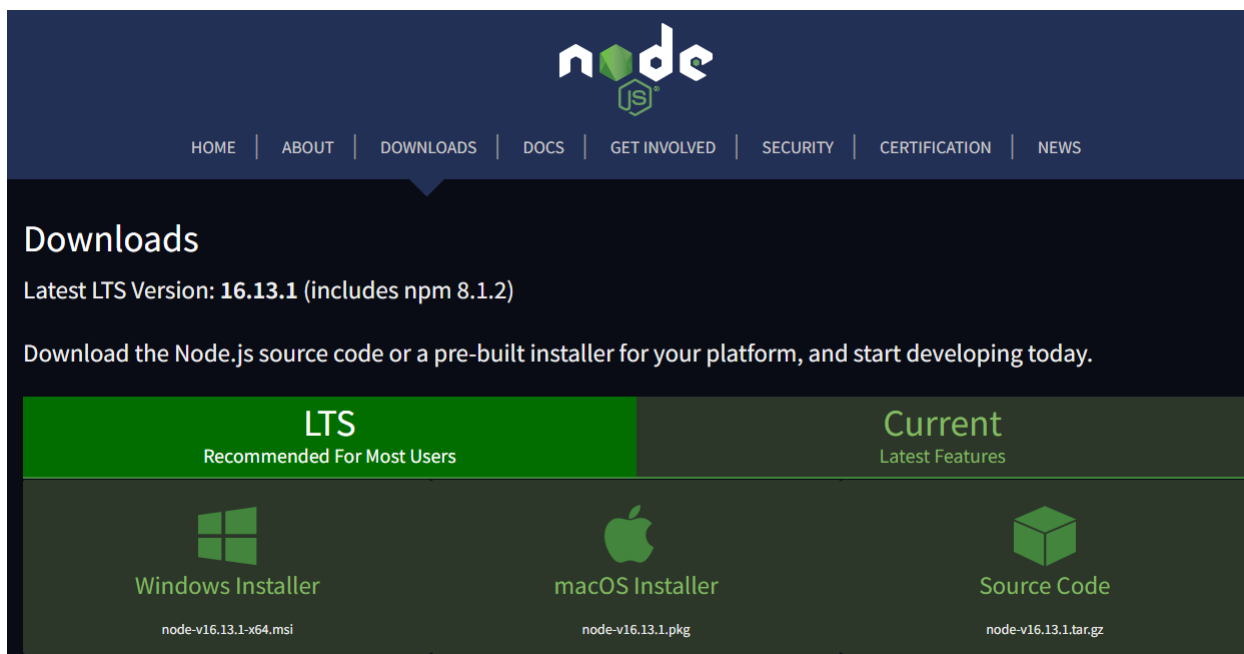 node
JS
HOME | ABOUT | DOWNLOADS | DOCS | GET INVOLVED | SECURITY | CERTIFICATION | NEWS
Downloads
Latest LTS Version: 16.13.1 (includes npm 8.1.2)
Download the Node.js source code or a pre-built installer for your platform, and start developing today.
LTS
Recommended For Most Users
Current
Latest Features
Windows Installer
node-v16.13.1-x64.msi
macOS Installer
node-v16.13.1.pkg
Source Code
node-v16.13.1.tar.gz